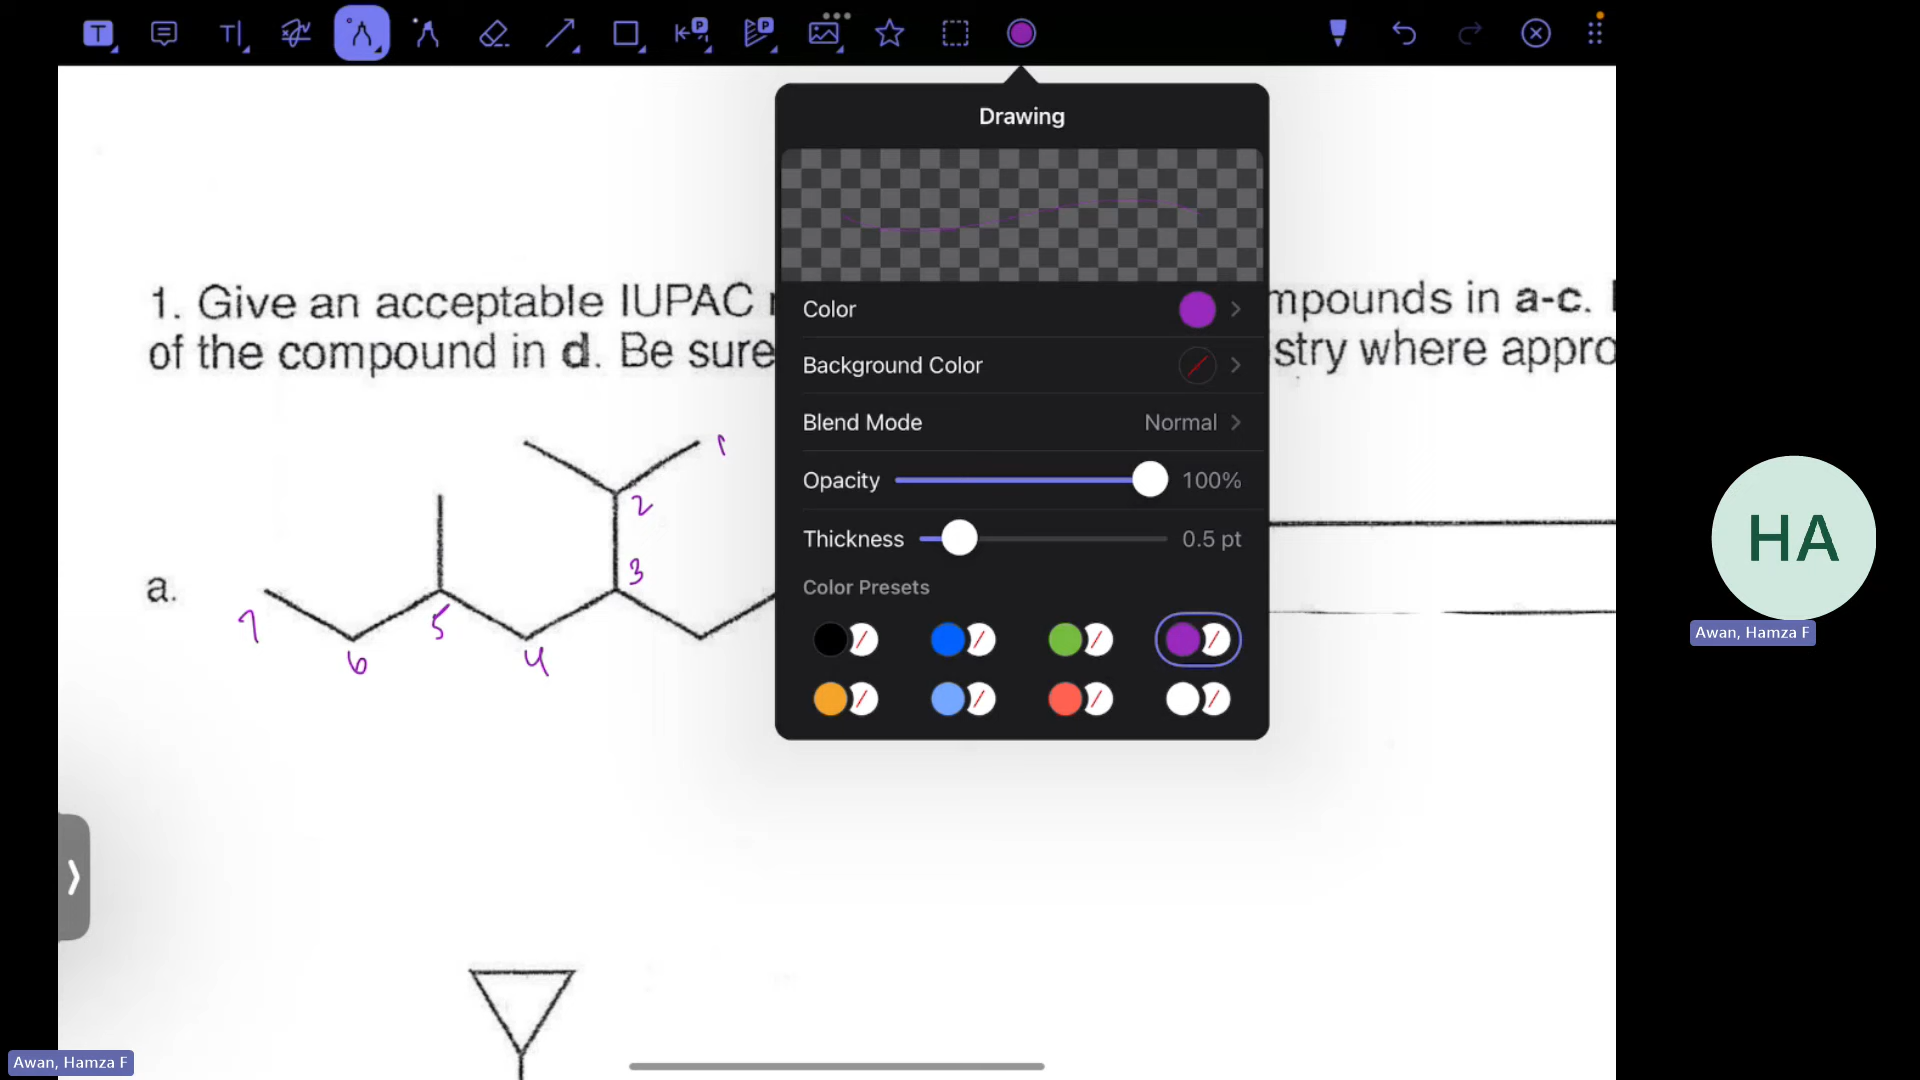 T
T
P
P
Drawing
1. Give an acceptable IUPAC
mpounds in a-c.
of the compound in d. Be sure
stry where appro
Color
Background Color
Blend Mode
Normal
Opacity
100%
Thickness
0.5 pt
Color Presets
a.
1
2
3
4
5
6
7
HA
Awan, Hamza F
Awan, Hamza F